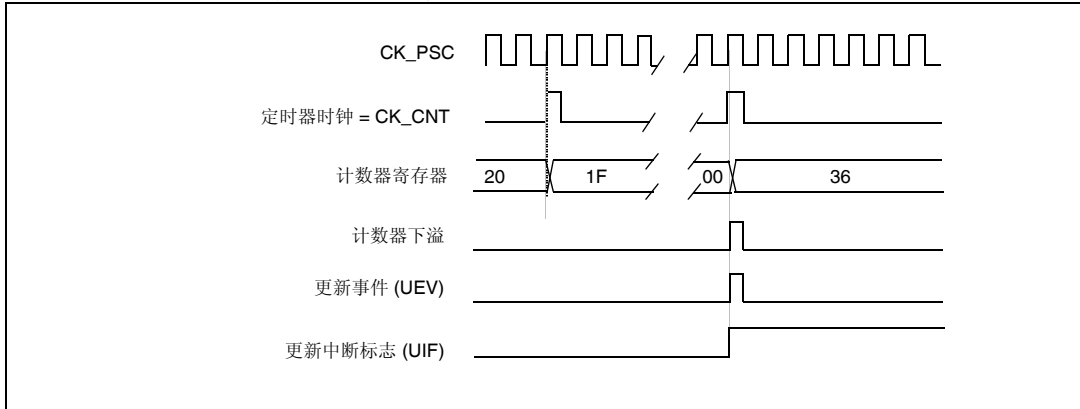 CK_PSC
定时器时钟 = CK_CNT
计数器寄存器 20 1F 00 36
计数器下溢
更新事件 (UEV)
更新中断标志 (UIF)